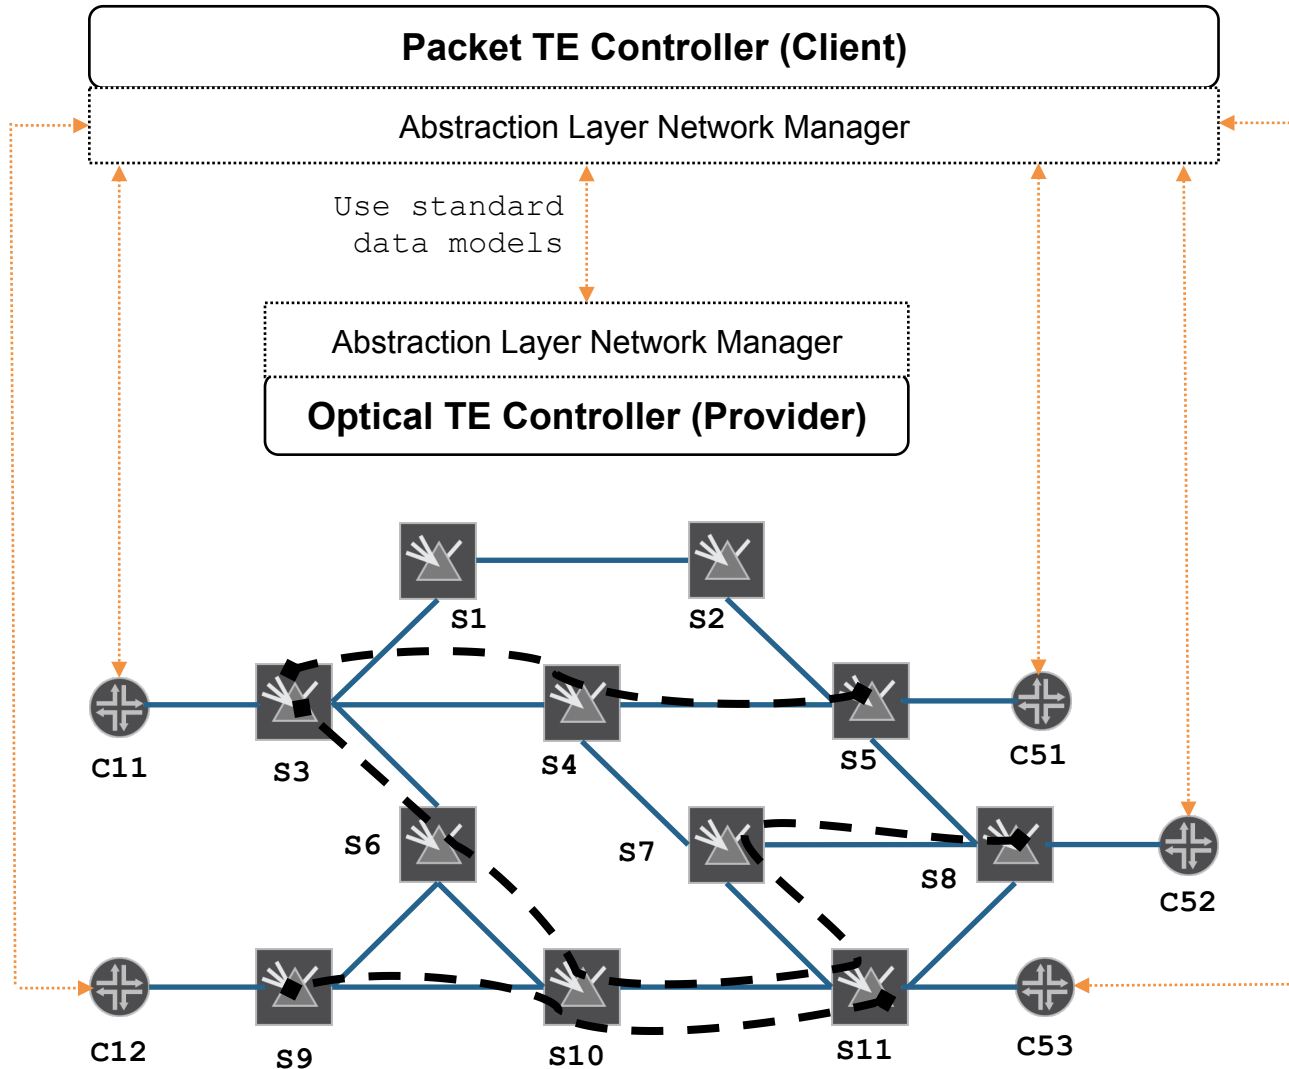 Packet TE Controller (Client)
Abstraction Layer Network Manager
Use standard
data models
Abstraction Layer Network Manager
Optical TE Controller (Provider)
S1
S2
C11
S3
S4
S5
C51
S6
S7
S8
C52
C12
S9
S10
S11
C53